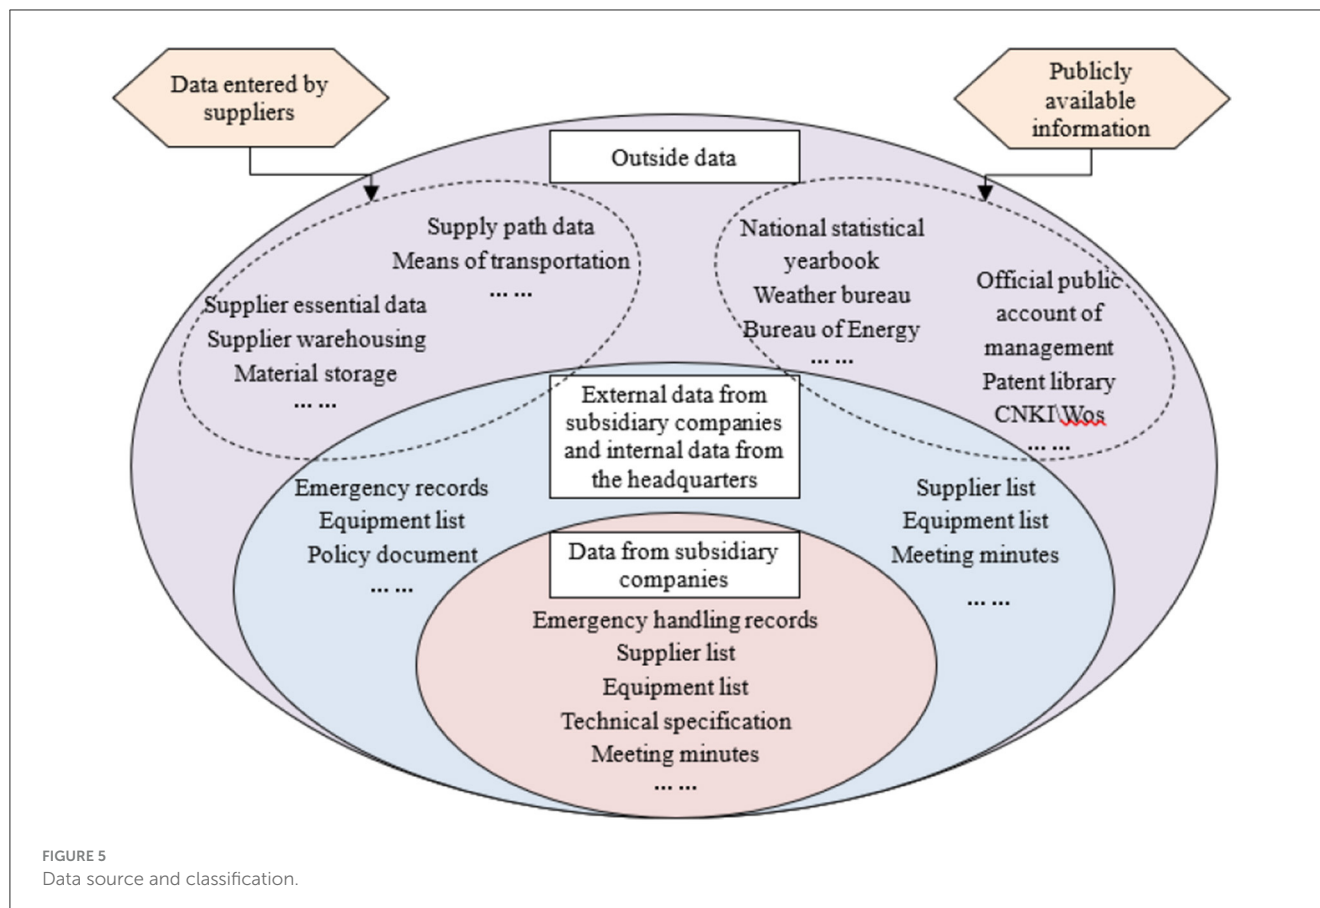 Data entered by
suppliers
Publicly
available
information
Outside data
Supply path data
Means of transportation
... ...
Supplier essential data
Supplier warehousing
Material storage
... ...
National statistical
yearbook
Weather bureau
Bureau of Energy
... ...
Official public
account of
management
Patent library
CNKI\Wos
... ...
External data from
subsidiary companies
and internal data from
the headquarters
Emergency records
Equipment list
Policy document
... ...
Supplier list
Equipment list
Meeting minutes
... ...
Data from subsidiary
companies
Emergency handling records
Supplier list
Equipment list
Technical specification
Meeting minutes
... ...
FIGURE 5
Data source and classification.